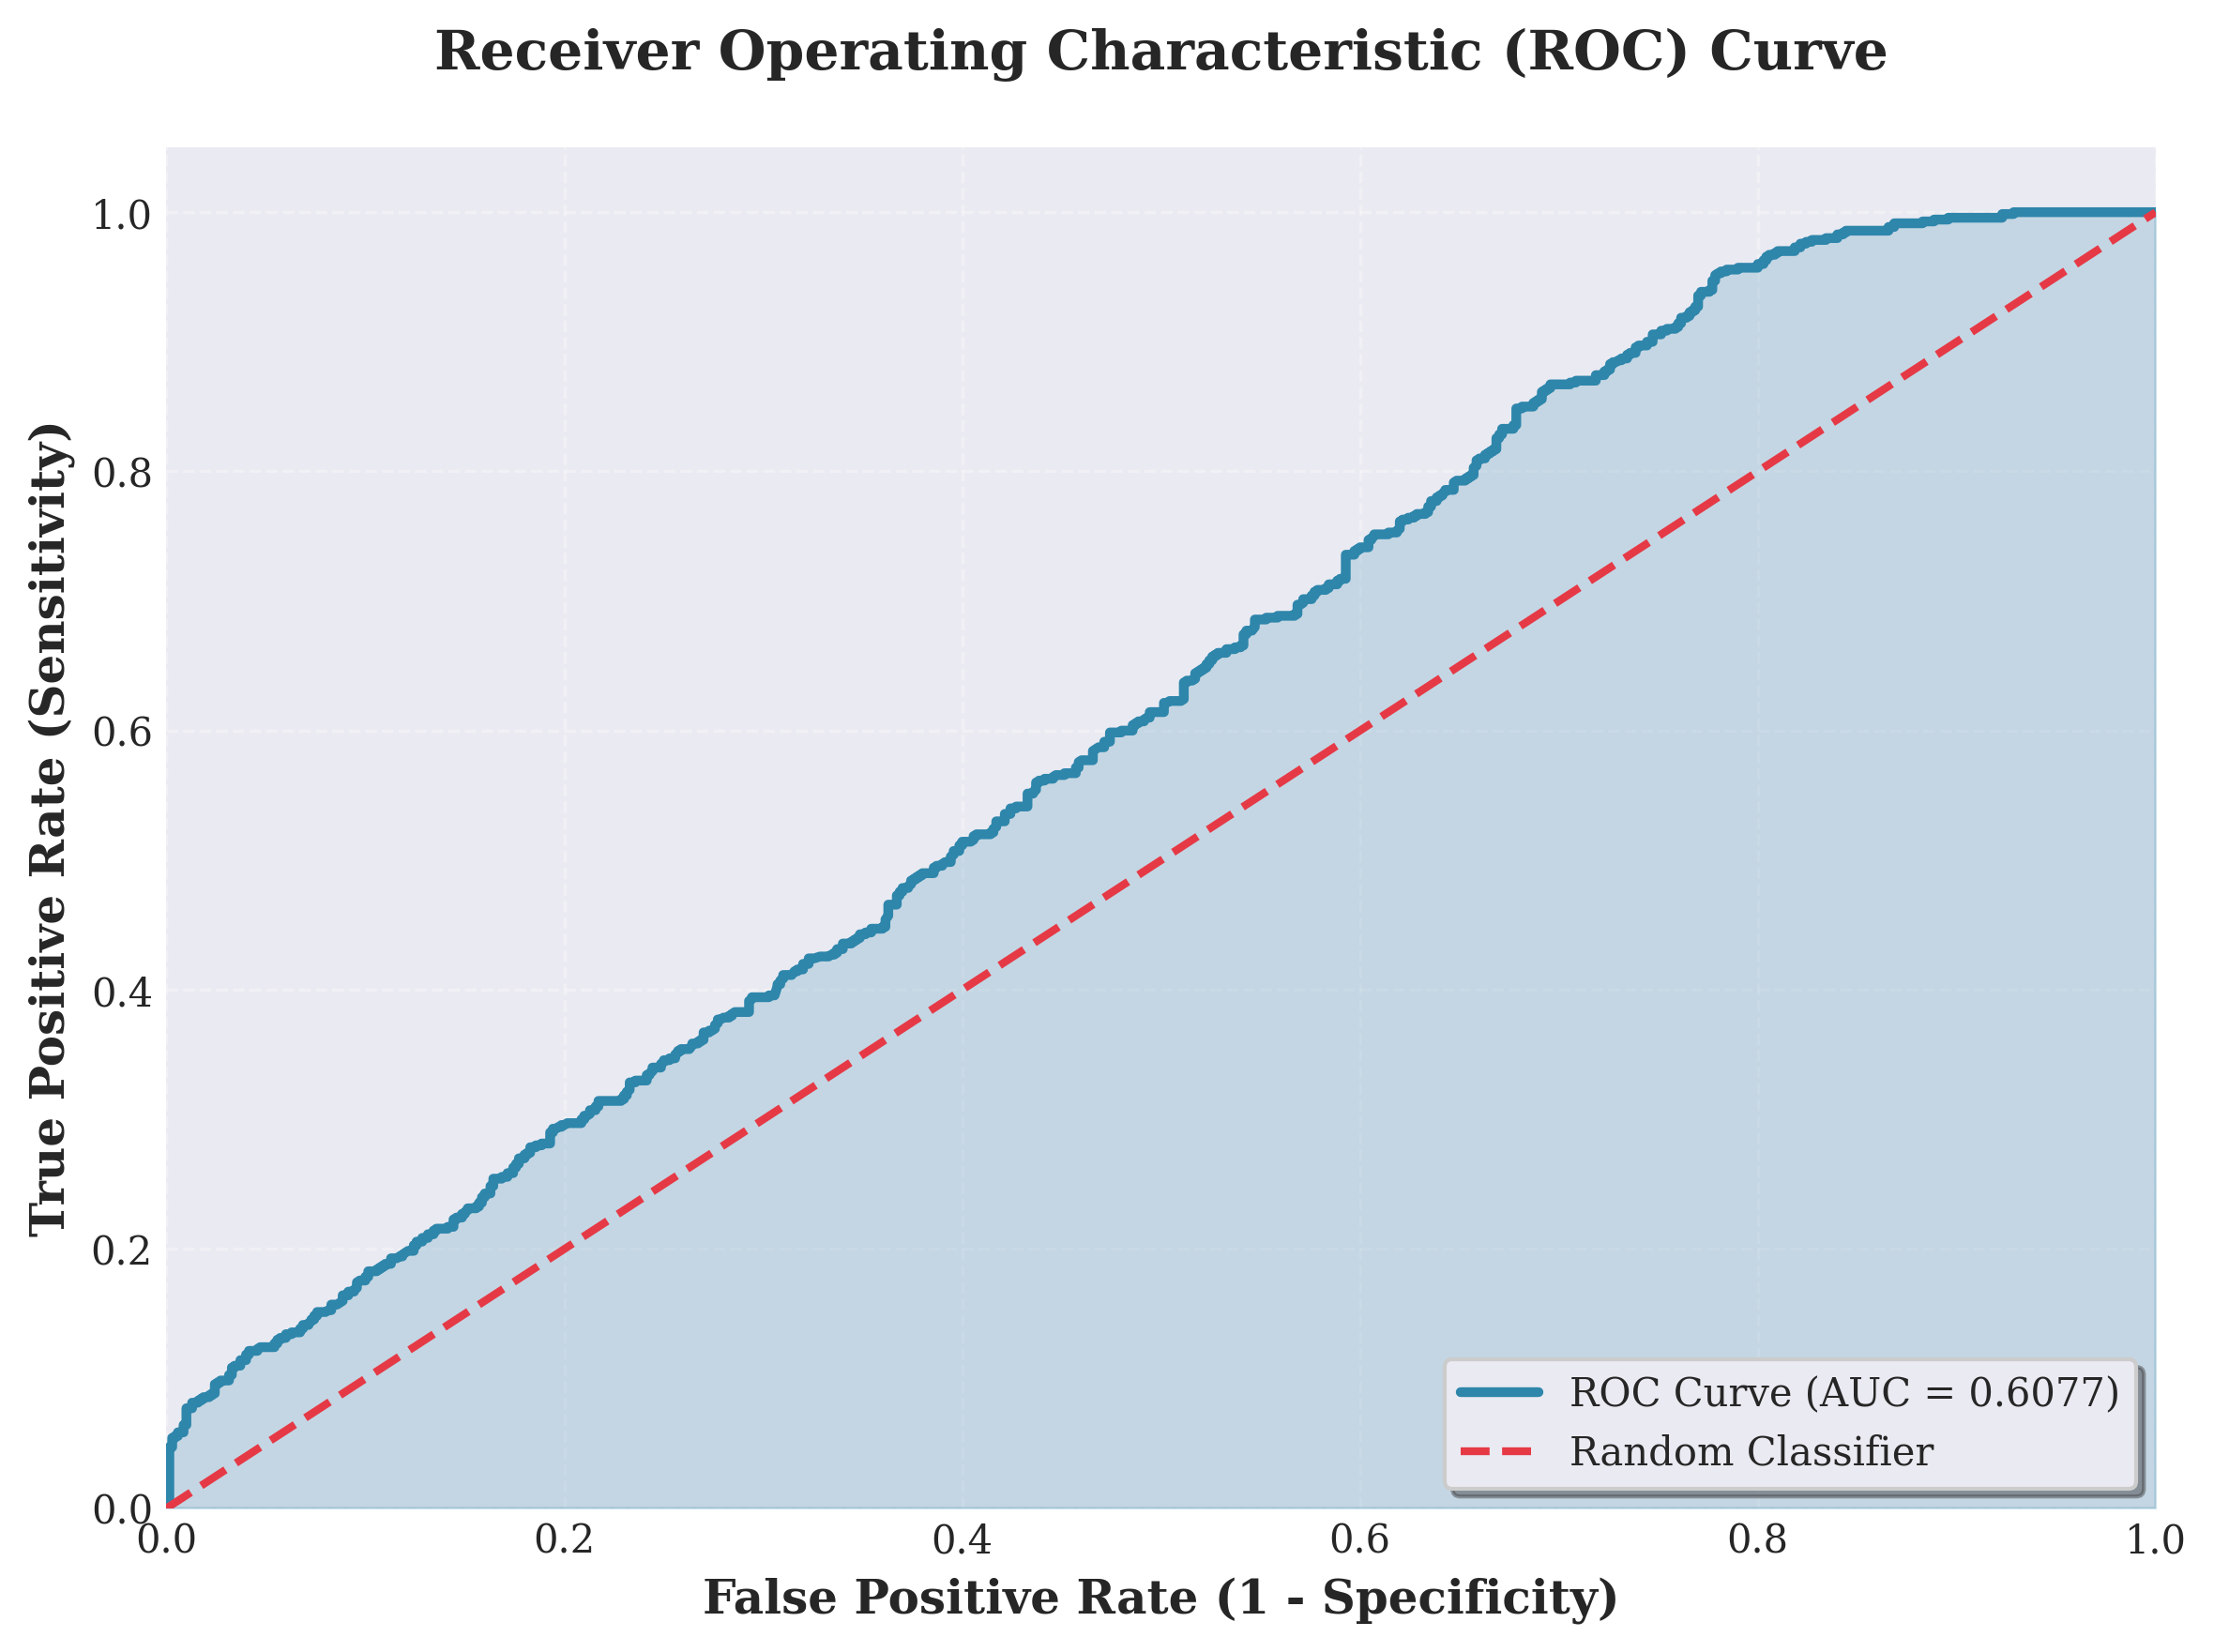 Receiver Operating Characteristic (ROC) Curve
True Positive Rate (Sensitivity)
1.0
0.8
0.6
0.4
0.2
0.0
0.0 0.2 0.4 0.6 0.8 1.0
False Positive Rate (1 - Specificity)
ROC Curve (AUC = 0.6077)
Random Classifier